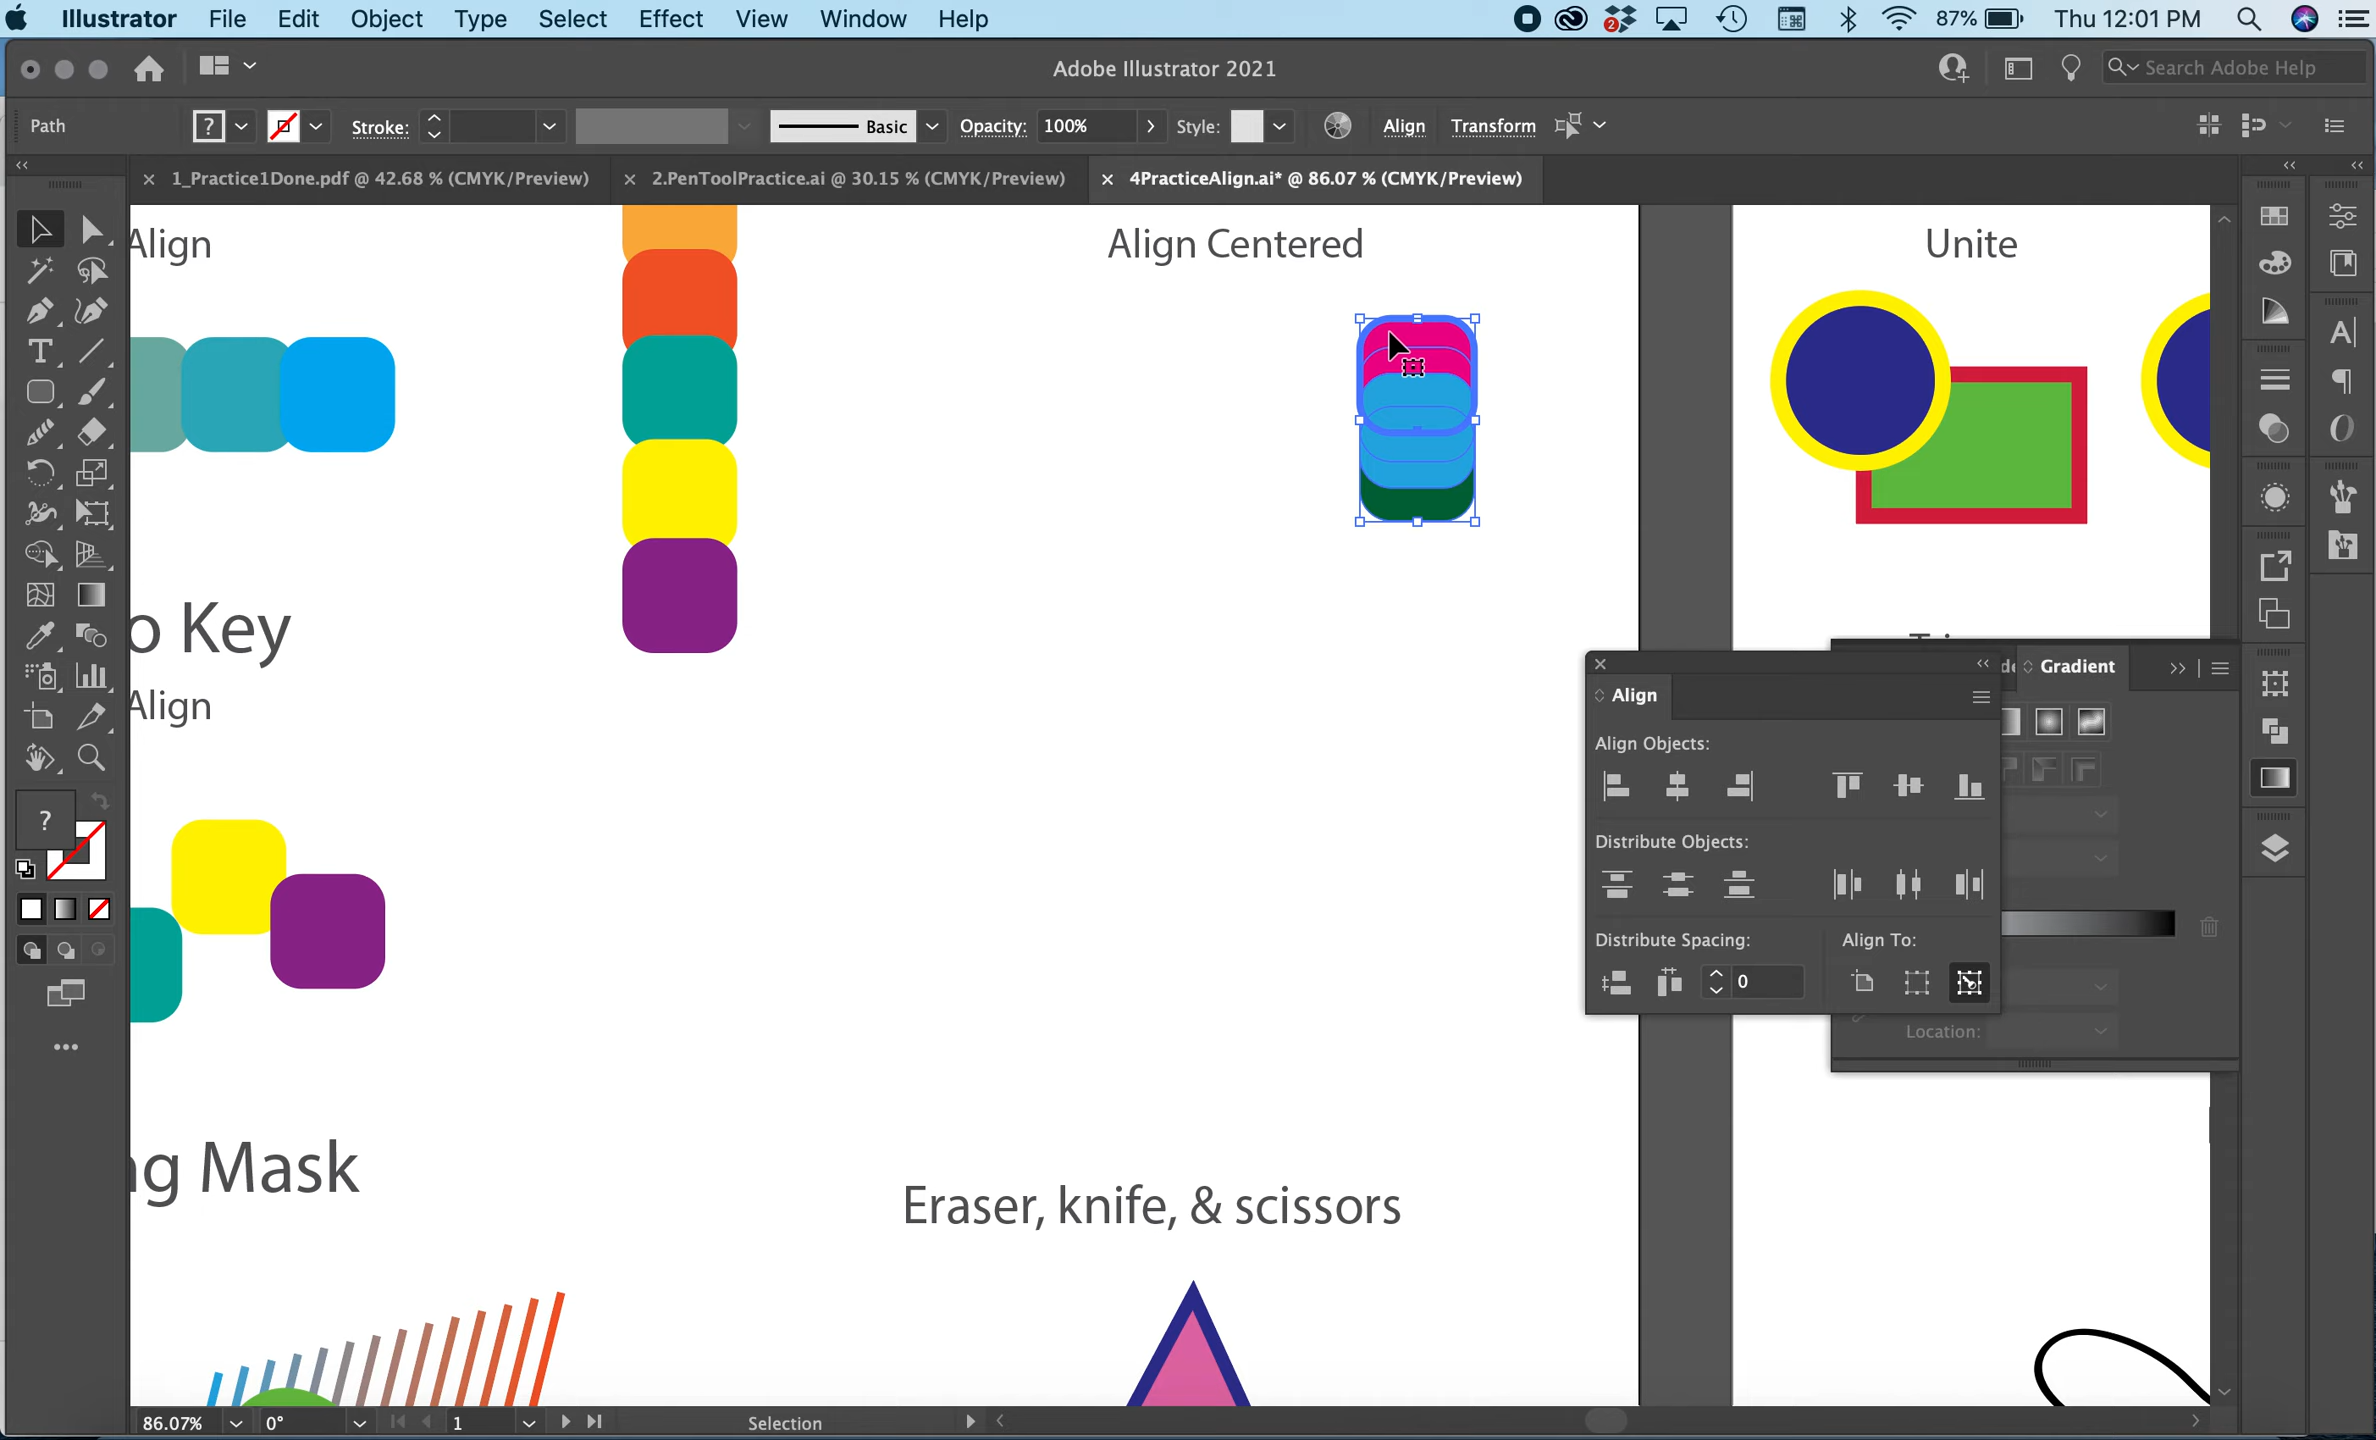 Illustrator File Edit Object Type Select Effect View Window Help 2 87% Thu 12:01 PM
Adobe Illustrator 2021 Search Adobe Help
Path ? Stroke: Basic Opacity: 100% Style: Align Transform
1_Practice1Done.pdf @ 42.68 % (CMYK/Preview) 2.PenToolPractice.ai @ 30.15 % (CMYK/Preview) 4PracticeAlign.ai* @ 86.07 % (CMYK/Preview)
Align Align Centered Unite
o Key
Gradient
Align
Align
Align Objects:
?
Distribute Objects:
Distribute Spacing: Align To:
0
Location:
ng Mask
Eraser, knife, & scissors
86.07% 0° 1 Selection